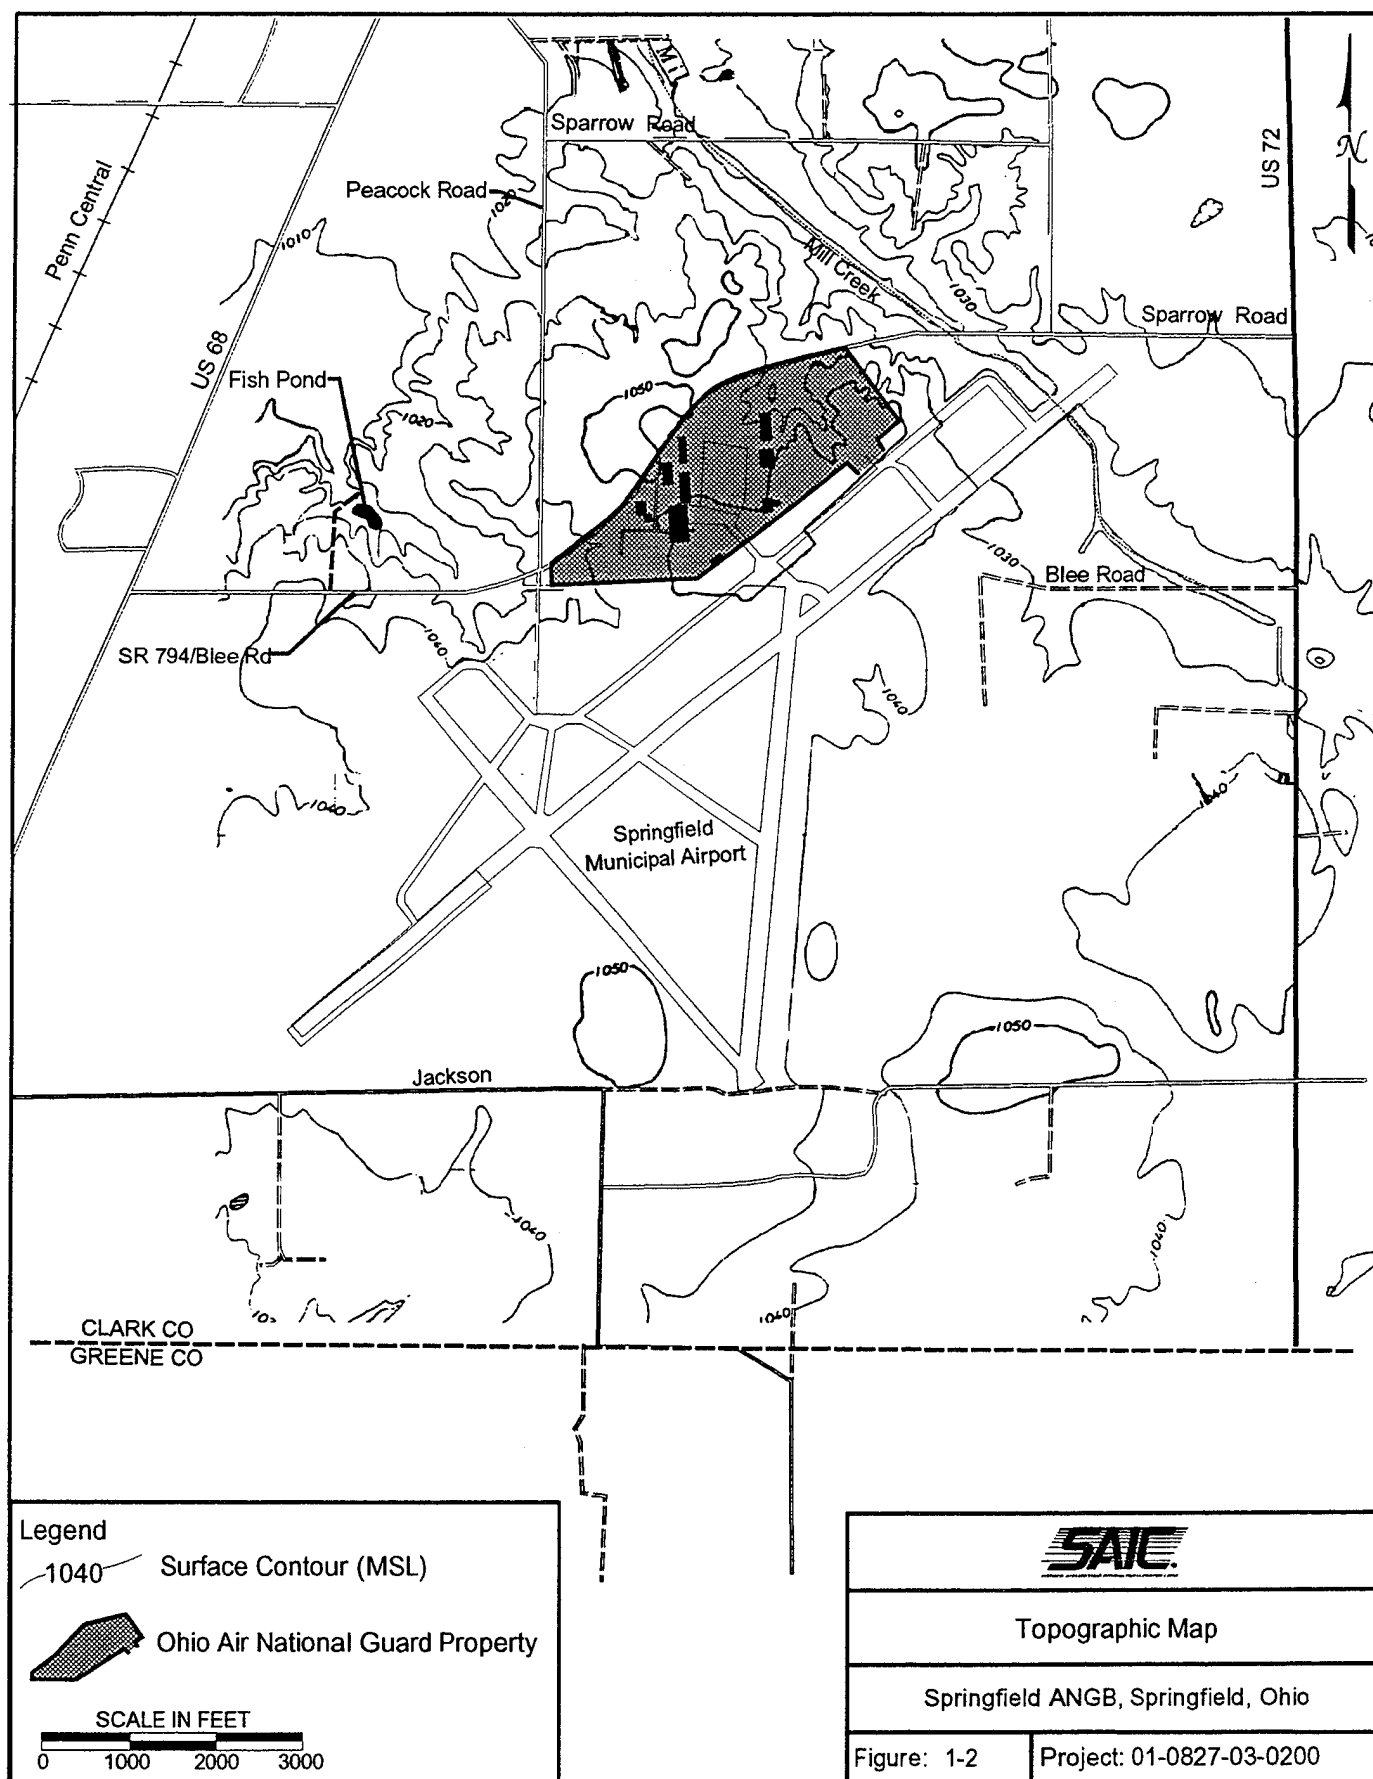 Mil
Sparrow Road
US 72
N
Peacock Road
Penn Central
1010
Mill Creek
1030
Sparrow Road
US 68
Fish Pond
1050
1020
1030
Blee Road
SR 794/Blee Rd
1040
1040
1040
1040
Springfield
Municipal Airport
1050
1050
Jackson
1040
1040
1040
CLARK CO
GREENE CO
Legend
1040 Surface Contour (MSL)
Ohio Air National Guard Property
SCALE IN FEET
0 1000 2000 3000
SAIC.
Topographic Map
Springfield ANGB, Springfield, Ohio
Figure: 1-2
Project: 01-0827-03-0200